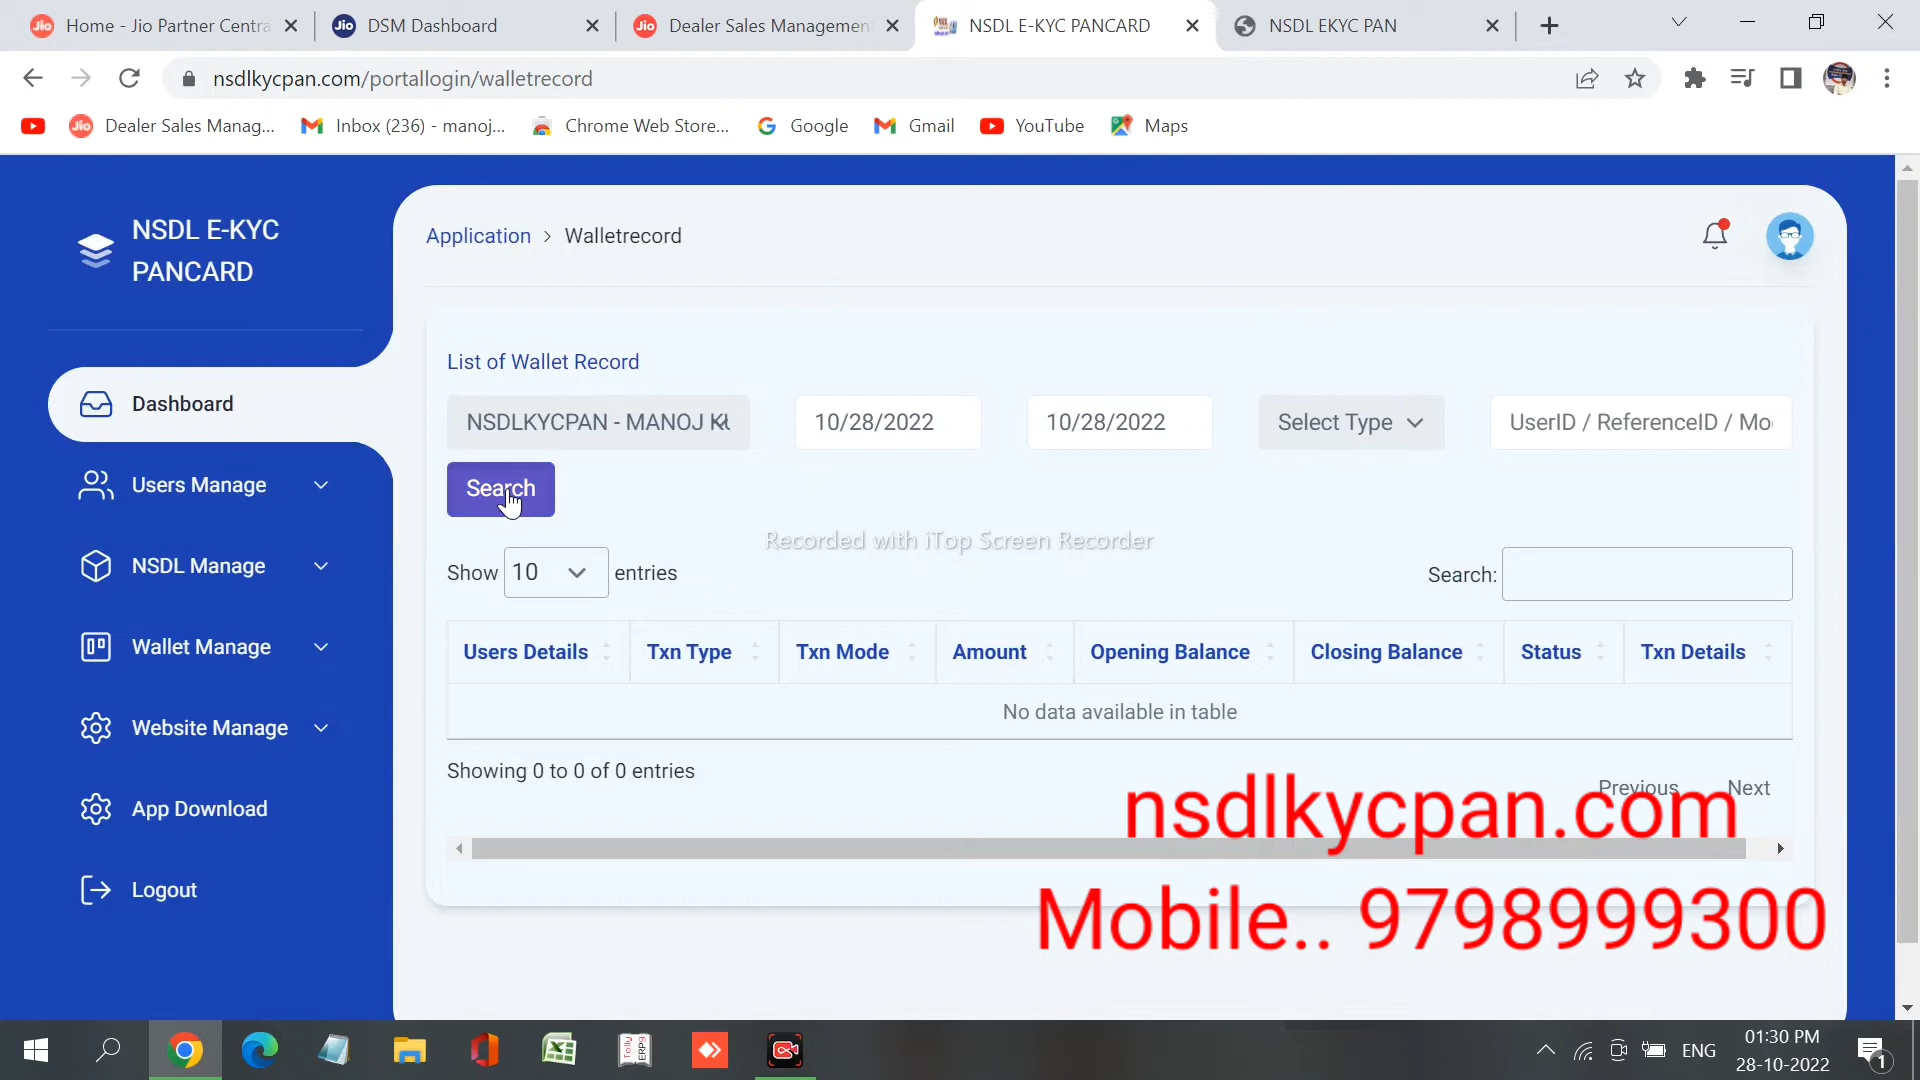 Home - Jio Partner Centra
DSM Dashboard
Dealer Sales Managemen
NSDL E-KYC PANCARD
NSDL EKYC PAN
nsdlkycpan.com/portallogin/walletrecord
Dealer Sales Manag...
Inbox (236) - manoj...
Chrome Web Store...
Google
Gmail
YouTube
Maps
NSDL E-KYC
PANCARD
Dashboard
Users Manage
NSDL Manage
Wallet Manage
Website Manage
App Download
Logout
Application > Walletrecord
List of Wallet Record
NSDLKYCPAN - MANOJ KU
10/28/2022
10/28/2022
Select Type
UserID / ReferenceID / Mo
Search
Recorded with iTop Screen Recorder
Show 10 entries
Search:
Users Details
Txn Type
Txn Mode
Amount
Opening Balance
Closing Balance
Status
Txn Details
No data available in table
Showing 0 to 0 of 0 entries
Previous
Next
nsdlkycpan.com
Mobile.. 9798999300
ENG
01:30 PM
28-10-2022
1